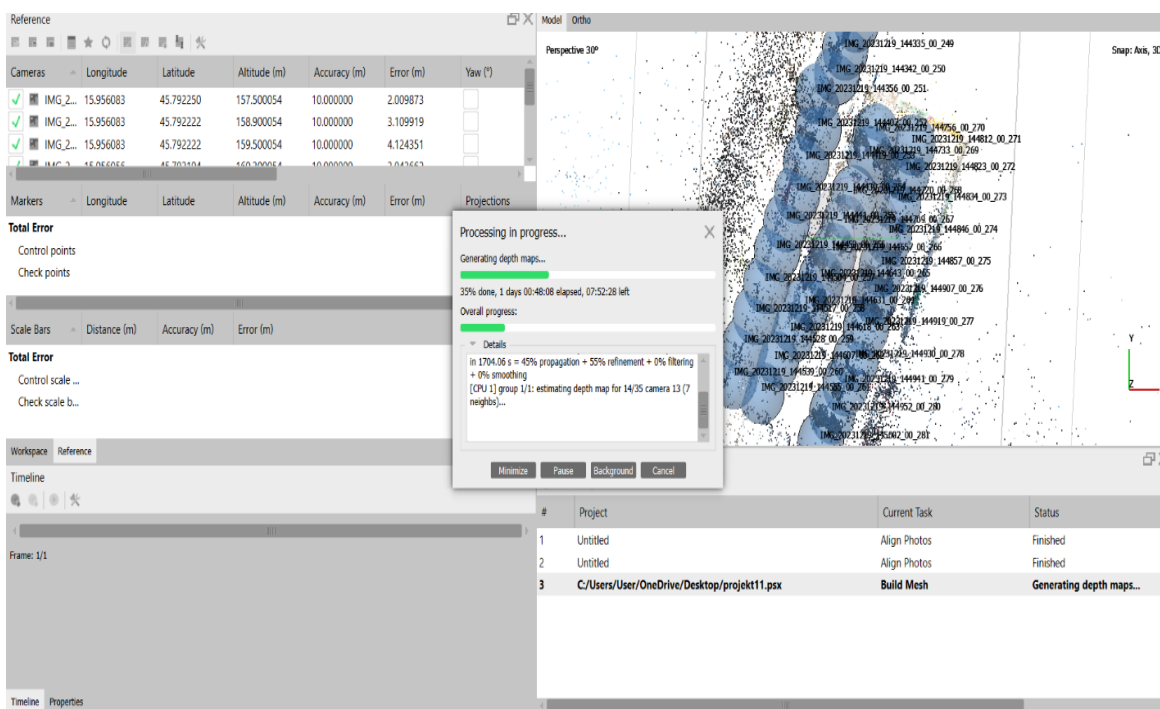 Reference
Cameras Longitude Latitude Altitude (m) Accuracy (m) Error (m) Yaw (°)
IMG_2... 15.956083 45.792250 157.500054 10.000000 2.009873
IMG_2... 15.956083 45.792222 158.900054 10.000000 3.109919
IMG_2... 15.956083 45.792222 159.500054 10.000000 4.124351
Markers Longitude Latitude Altitude (m) Accuracy (m) Error (m) Projections
Total Error
Control points
Check points
Scale Bars Distance (m) Accuracy (m) Error (m)
Total Error
Control scale ...
Check scale b...
Workspace Reference
Timeline
Frame: 1/1
Timeline Properties
Processing in progress...
Generating depth maps...
35% done, 1 days 00:48:08 elapsed, 07:52:28 left
Overall progress:
Details
in 1704.06 s = 45% propagation + 55% refinement + 0% filtering
+ 0% smoothing
[CPU 1] group 1/1: estimating depth map for 14/35 camera 13 (7
neighbs)...
Minimize Pause Background Cancel
Model Ortho
Perspective 30°
Snap: Axis, 3D
IMG_20231219_144335_00_249
IMG_20231219_144342_00_250
IMG_20231219_144356_00_251
IMG_20231219_144756_00_270
IMG_20231219_144812_00_271
IMG_20231219_144733_00_269
IMG_20231219_144823_00_272
IMG_20231219_144834_00_273
IMG_20231219_144846_00_274
IMG_20231219_144857_00_275
IMG_20231219_144907_00_276
IMG_20231219_144919_00_277
IMG_20231219_144930_00_278
IMG_20231219_144941_00_279
IMG_20231219_144952_00_280
IMG_20231219_145002_00_281
Y
Z
# Project Current Task Status
1 Untitled Align Photos Finished
2 Untitled Align Photos Finished
3 C:/Users/User/OneDrive/Desktop/projekt11.psx Build Mesh Generating depth maps...